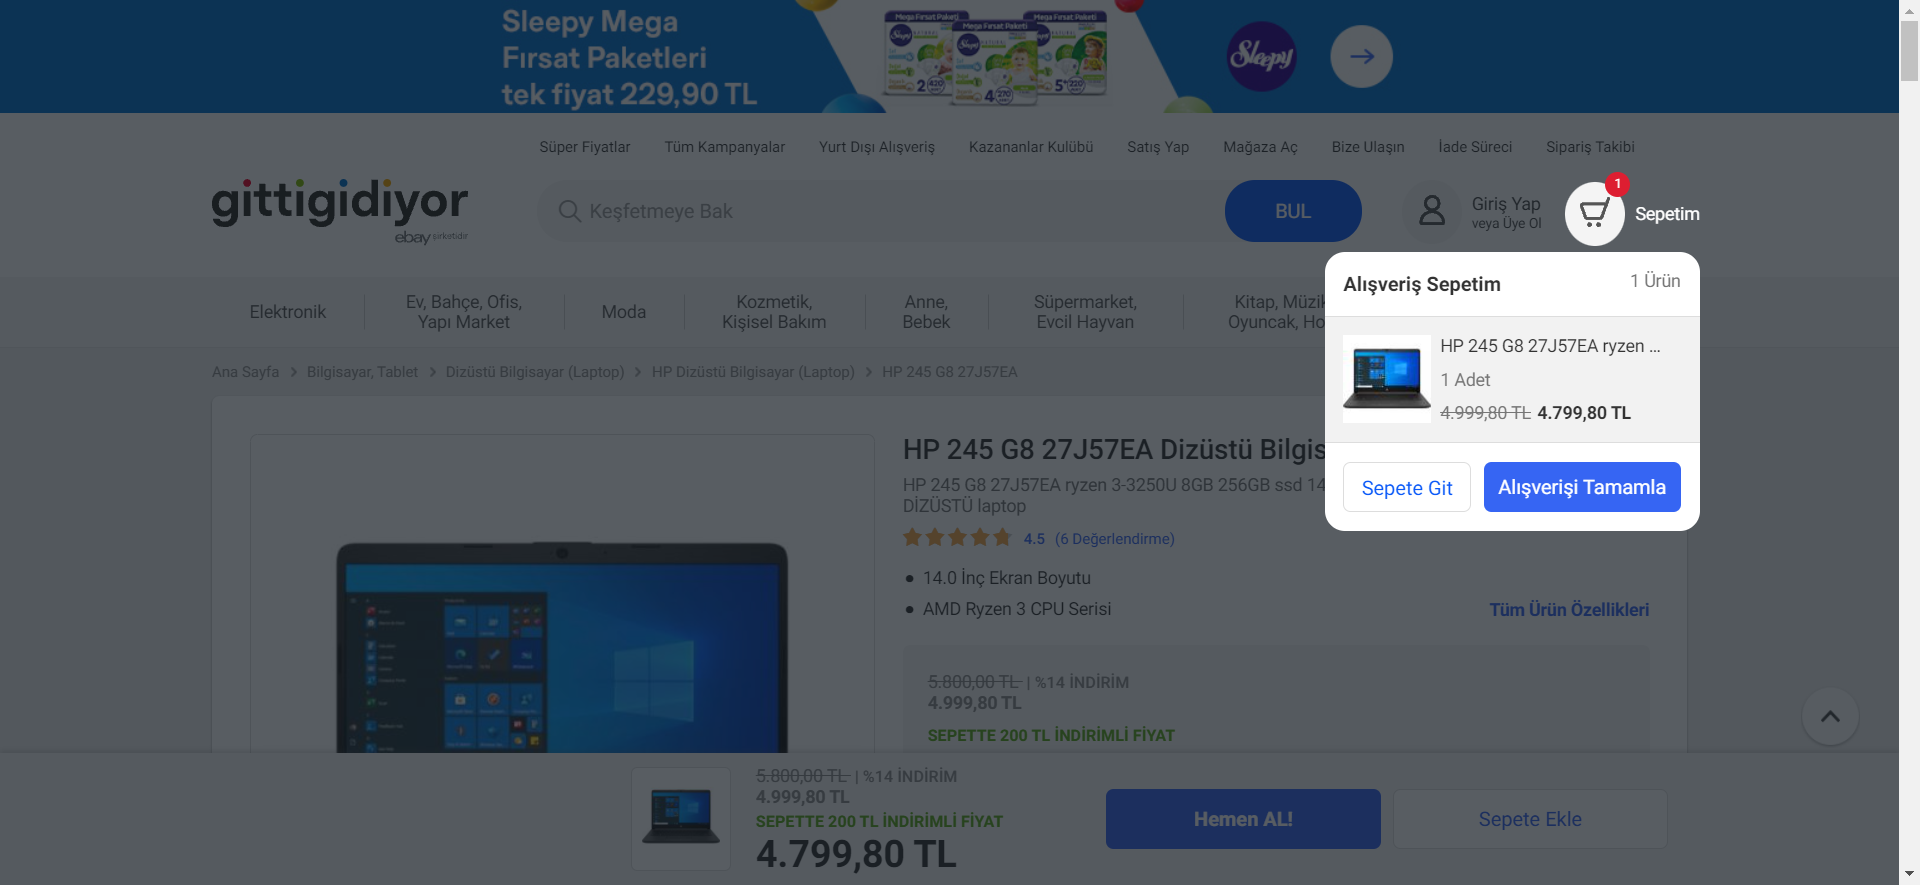 Sleepy Mega
Fırsat Paketleri
tek fiyat 229,90 TL
Mega Fırsat Paketi
Mega Fırsat Paketi
Mega Fırsat Paketi
Sleepy
Süper Fiyatlar
Tüm Kampanyalar
Yurt Dışı Alışveriş
Kazananlar Kulübü
Satış Yap
Mağaza Aç
Bize Ulaşın
İade Süreci
Sipariş Takibi
gittigidiyor
ebay şirketidir
Keşfetmeye Bak
BUL
Giriş Yap
veya Üye Ol
1
Sepetim
Elektronik
Ev, Bahçe, Ofis,
Yapı Market
Moda
Kozmetik,
Kişisel Bakım
Anne,
Bebek
Süpermarket,
Evcil Hayvan
Kitap, Müzik
Oyuncak, Ho
Alışveriş Sepetim
1 Ürün
HP 245 G8 27J57EA ryzen ...
1 Adet
4.999,80 TL 4.799,80 TL
Sepete Git
Alışverişi Tamamla
Ana Sayfa > Bilgisayar, Tablet > Dizüstü Bilgisayar (Laptop) > HP Dizüstü Bilgisayar (Laptop) > HP 245 G8 27J57EA
HP 245 G8 27J57EA Dizüstü Bilgis
HP 245 G8 27J57EA ryzen 3-3250U 8GB 256GB ssd 14
DİZÜSTÜ laptop
4.5 (6 Değerlendirme)
14.0 İnç Ekran Boyutu
AMD Ryzen 3 CPU Serisi
Tüm Ürün Özellikleri
5.800,00 TL | %14 İNDİRİM
4.999,80 TL
SEPETTE 200 TL İNDİRİMLİ FİYAT
5.800,00 TL | %14 İNDİRİM
4.999,80 TL
SEPETTE 200 TL İNDİRİMLİ FİYAT
4.799,80 TL
Hemen AL!
Sepete Ekle